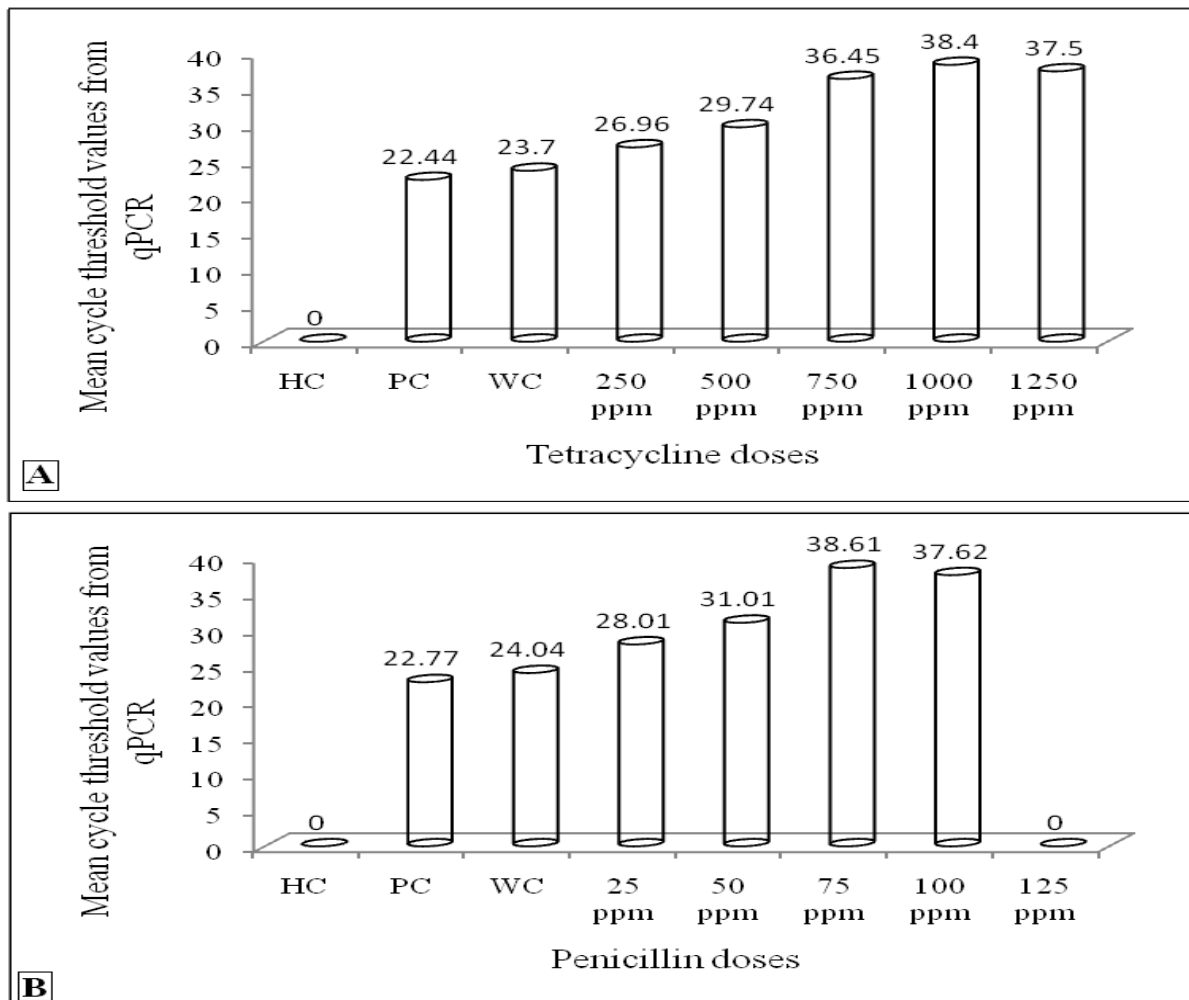 Mean cycle threshold values from
qPCR
40
35
30
25
20
15
10
5
0
0
22.44
23.7
26.96
29.74
36.45
38.4
37.5
HC PC WC 250 500 750 1000 1250
ppm ppm ppm ppm ppm
Tetracycline doses
A
Mean cycle threshold values from
qPCR
40
35
30
25
20
15
10
5
0
0
22.77
24.04
28.01
31.01
38.61
37.62
0
HC PC WC 25 50 75 100 125
ppm ppm ppm ppm ppm
Penicillin doses
B